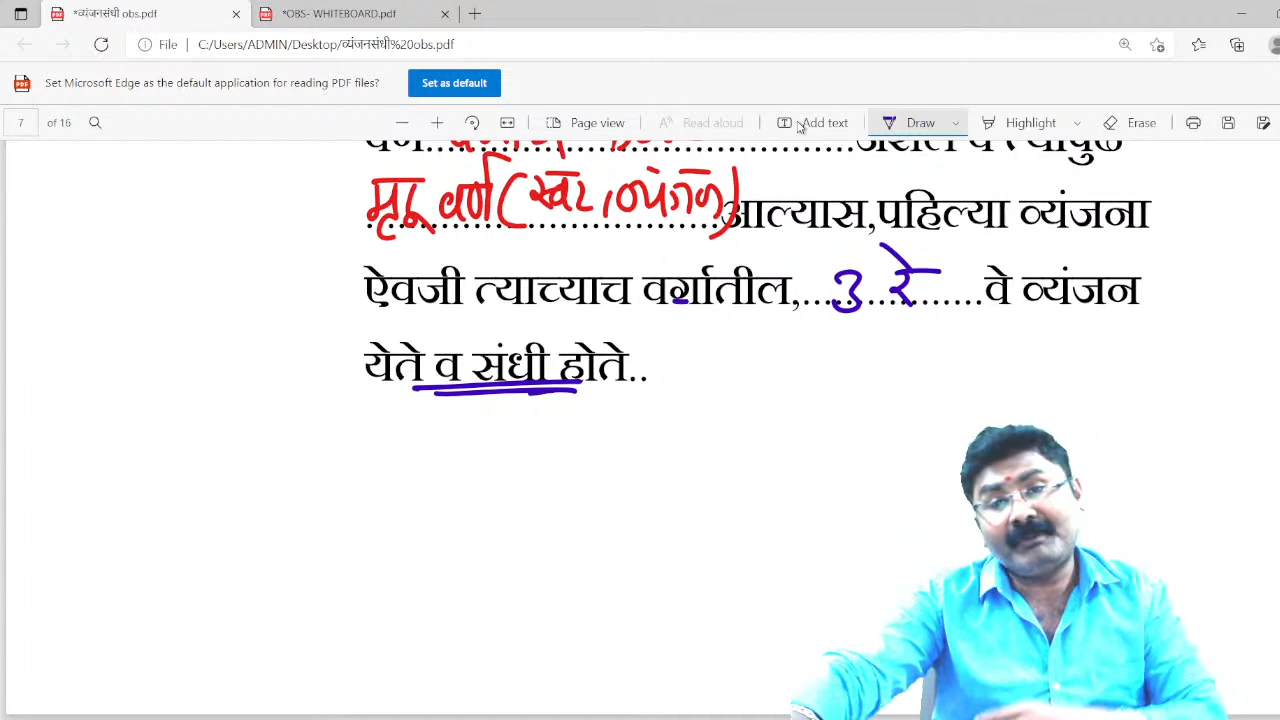 *व्यंजनसंधी obs.pdf
*OBS- WHITEBOARD.pdf
File C:/Users/ADMIN/Desktop/व्यंजनसंधी%20obs.pdf
Set Microsoft Edge as the default application for reading PDF files? Set as default
7 of 16 Page view Read aloud Add text Draw Highlight Erase
मृदू वर्ण (स्वर, व्यंजन) आल्यास,पहिल्या व्यंजना
ऐवजी त्याच्याच वर्गातील,.....3 रे.....वे व्यंजन
येते व संधी होते..